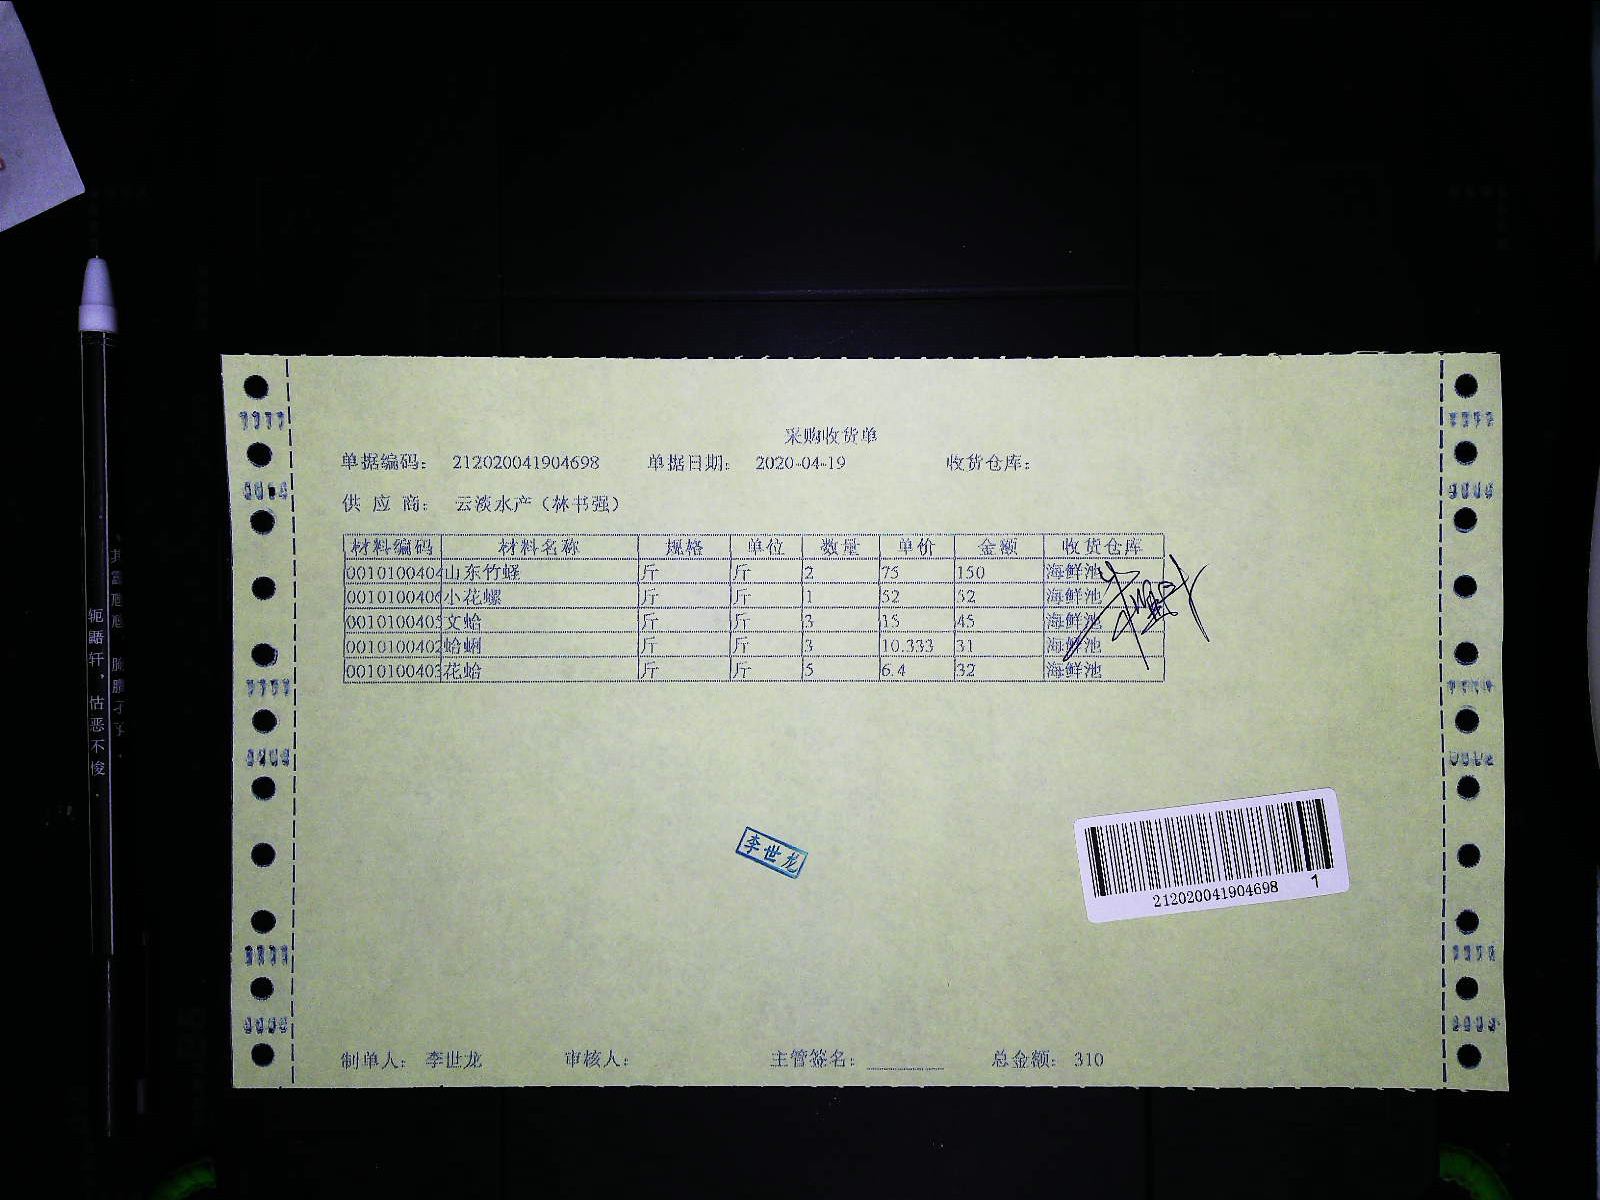 采购收货单
单据编码： 212020041904698 单据日期： 2020-04-19 收货仓库：
供 应 商： 云淡水产（林书强）
材料编码 材料名称 规格 单位 数量 单价 金额 收货仓库
0010100404 山东竹蛏 斤 斤 2 75 150 海鲜池
0010100406 小花螺 斤 斤 1 52 52 海鲜池
0010100405 文蛤 斤 斤 3 15 45 海鲜池
0010100402 蛤蜊 斤 斤 3 10.333 31 海鲜池
0010100403 花蛤 斤 斤 5 6.4 32 海鲜池
李世龙
212020041904698 1
制单人： 李世龙 审核人： 主管签名： 总金额： 310